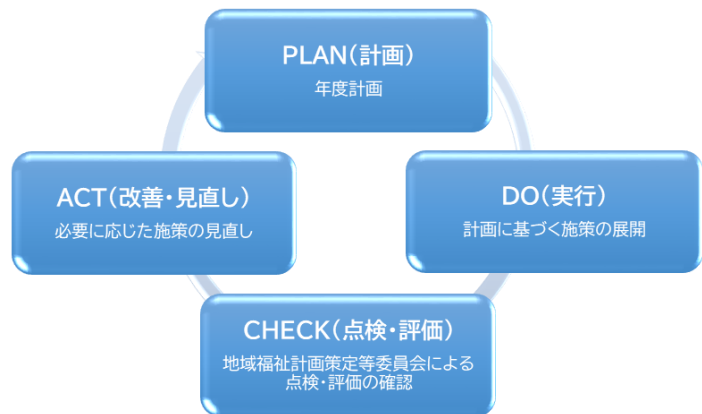 PLAN(計画)
年度計画
DO(実行)
計画に基づく施策の展開
CHECK(点検・評価)
地域福祉計画策定等委員会による
点検・評価の確認
ACT(改善・見直し)
必要に応じた施策の見直し